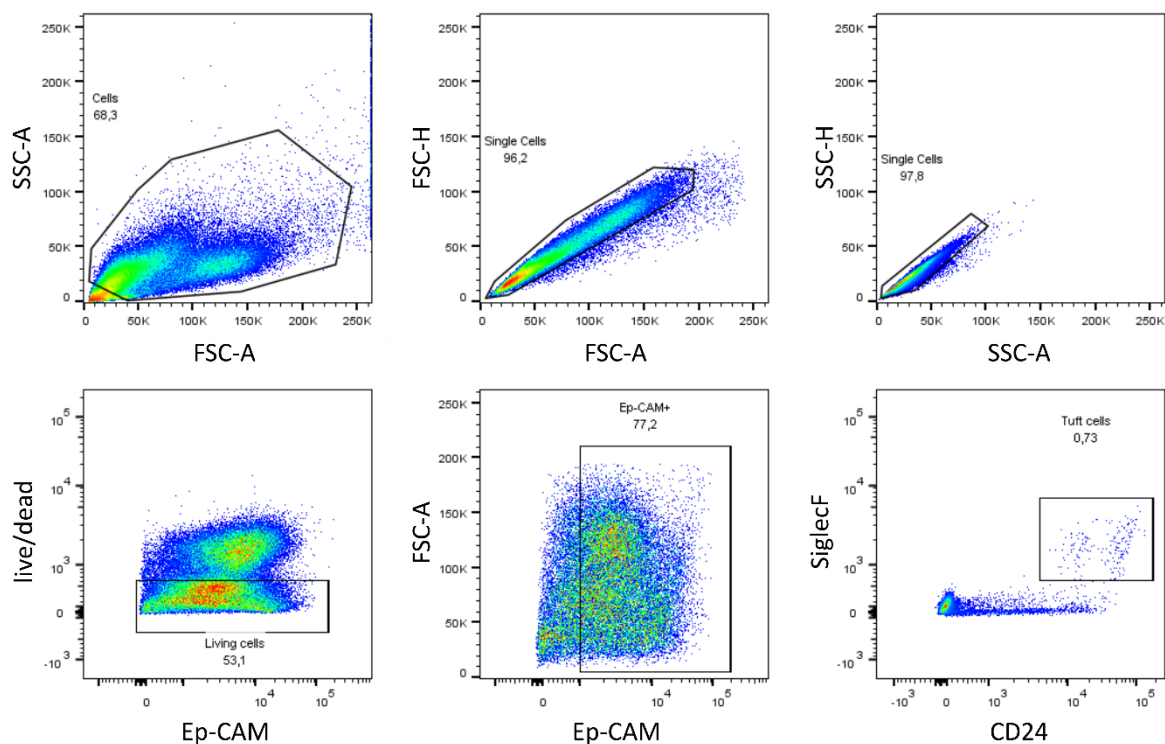 SSC-A
250K
200K
150K
100K
50K
0
Cells
68,3
0 50K 100K 150K 200K 250K
FSC-A
FSC-H
250K
200K
150K
100K
50K
0
Single Cells
96,2
0 50K 100K 150K 200K 250K
FSC-A
SSC-H
250K
200K
150K
100K
50K
0
Single Cells
97,8
0 50K 100K 150K 200K 250K
SSC-A
live/dead
10^5
10^4
10^3
0
-10^3
Living cells
53,1
0 10^4 10^5
Ep-CAM
FSC-A
250K
200K
150K
100K
50K
0
Ep-CAM+
77,2
0 10^4 10^5
Ep-CAM
SiglecF
10^5
10^4
10^3
0
-10^3
Tuft cells
0,73
-10^3 0 10^3 10^4 10^5
CD24